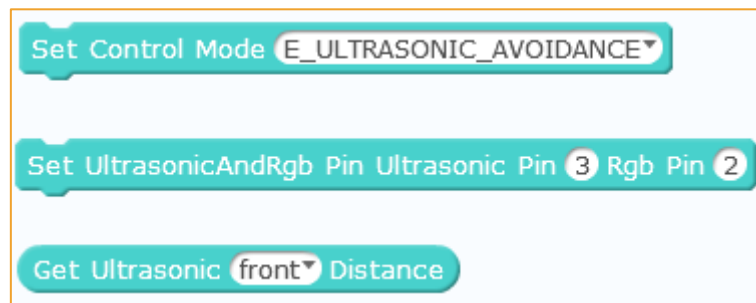 Set Control Mode E_ULTRASONIC_AVOIDANCE
Set UltrasonicAndRgb Pin Ultrasonic Pin 3 Rgb Pin 2
Get Ultrasonic front Distance